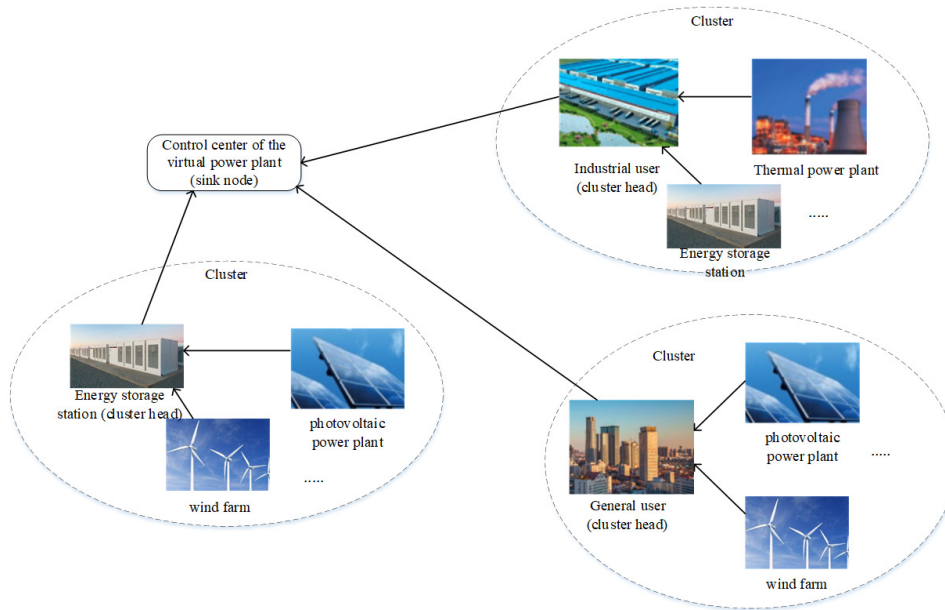 Cluster
Industrial user
(cluster head)
Thermal power plant
.....
Energy storage
station
Control center of the
virtual power plant
(sink node)
Cluster
Energy storage
station (cluster head)
photovoltaic
power plant
.....
wind farm
Cluster
photovoltaic
power plant
.....
General user
(cluster head)
wind farm